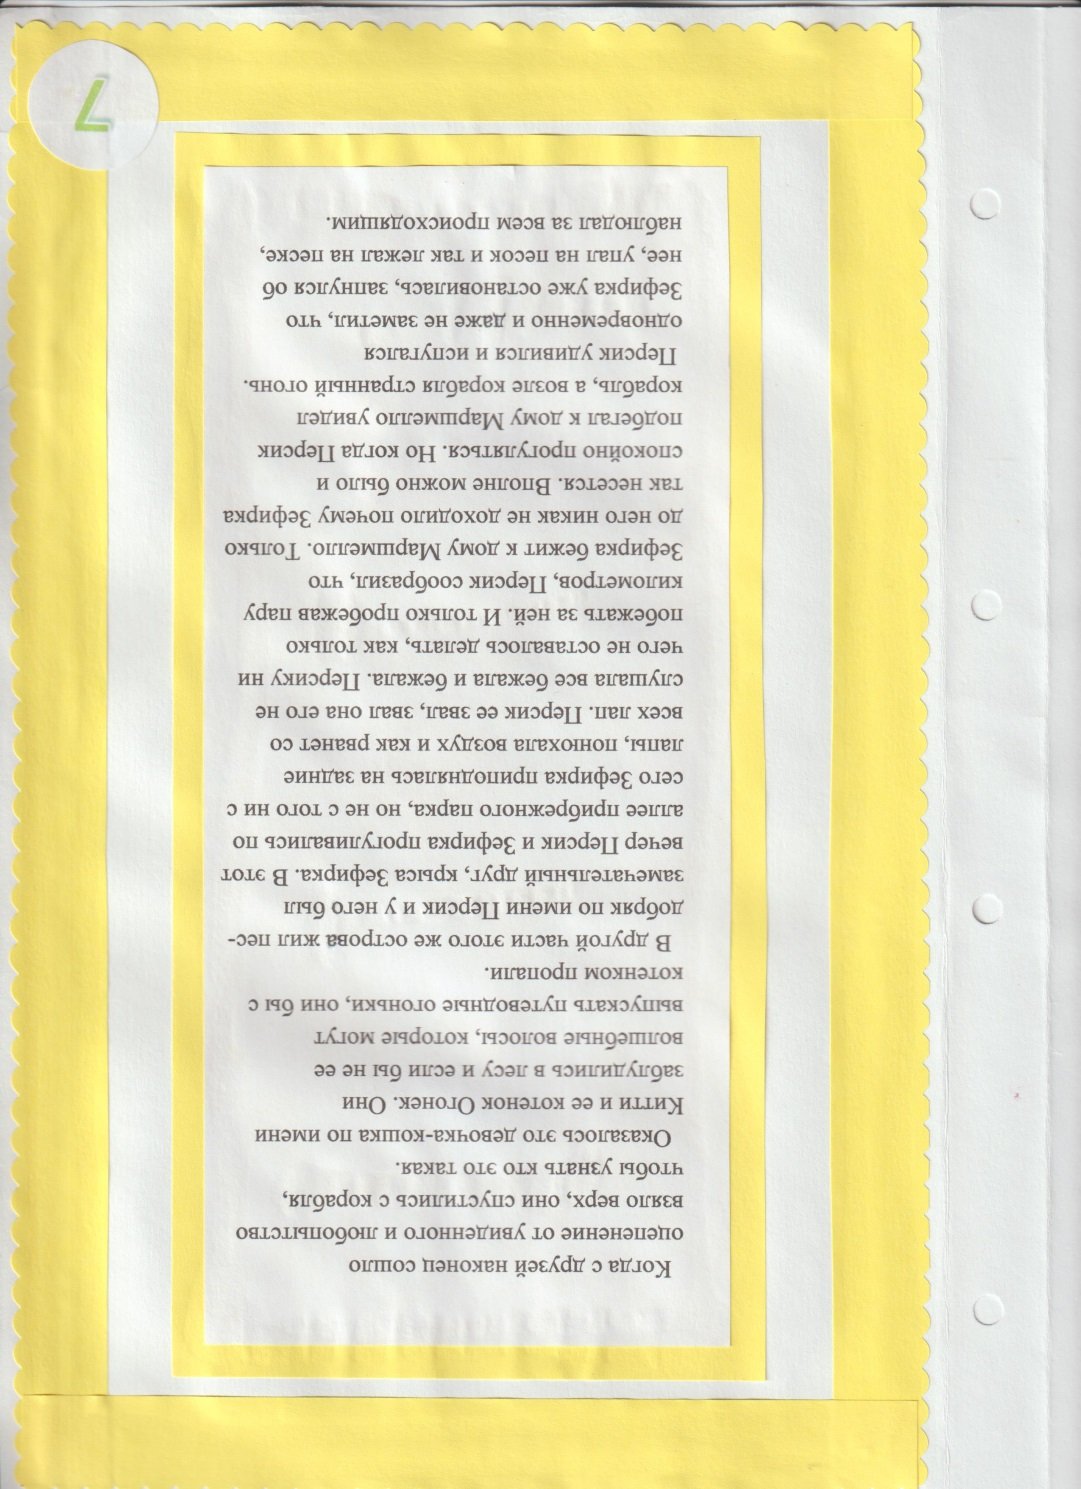 Когда с друзей наконец сошло
оцепенение от увиденного и любопытство
взяло верх, они спустились с корабля,
чтобы узнать кто это такая.
Оказалось это девочка-кошка по имени
Китти и ее котенок Огонек. Они
заблудились в лесу и если бы не ее
волшебные волосы, которые могут
выпускать путеводные огоньки, они бы с
котенком пропали.
В другой части этого же острова жил пес-
добряк по имени Персик и у него был
замечательный друг, крыса Зефирка. В этот
вечер Персик и Зефирка прогуливались по
аллее прибрежного парка, но не с того ни с
сего Зефирка приподнялась на задние
лапы, понюхала воздух и как рванет со
всех лап. Персик ее звал, звал она его не
слушала все бежала и бежала. Персику ни
чего не оставалось делать, как только
побежать за ней. И только пробежав пару
километров, Персик сообразил, что
Зефирка бежит к дому Маршмелло. Только
до него никак не доходило почему Зефирка
так несется. Вполне можно было и
спокойно прогуляться. Но когда Персик
подбегал к дому Маршмелло увидел
корабль, а возле корабля странный огонь.
Персик удивился и испугался
одновременно и даже не заметил, что
Зефирка уже остановилась, запнулся об
нее, упал на песок и так лежал на песке,
наблюдал за всем происходящим.
7